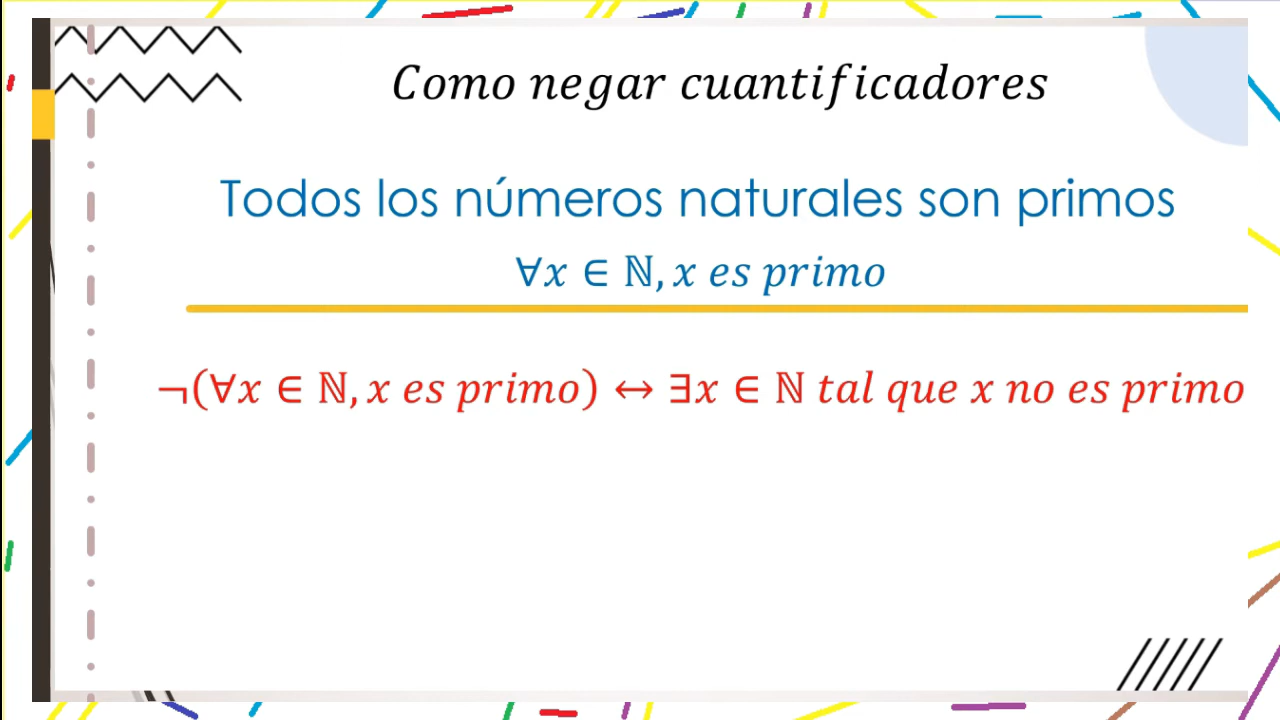 Como negar cuantificadores
Todos los números naturales son primos
∀x ∈ ℕ, x es primo
¬(∀x ∈ ℕ, x es primo) ↔ ∃x ∈ ℕ tal que x no es primo